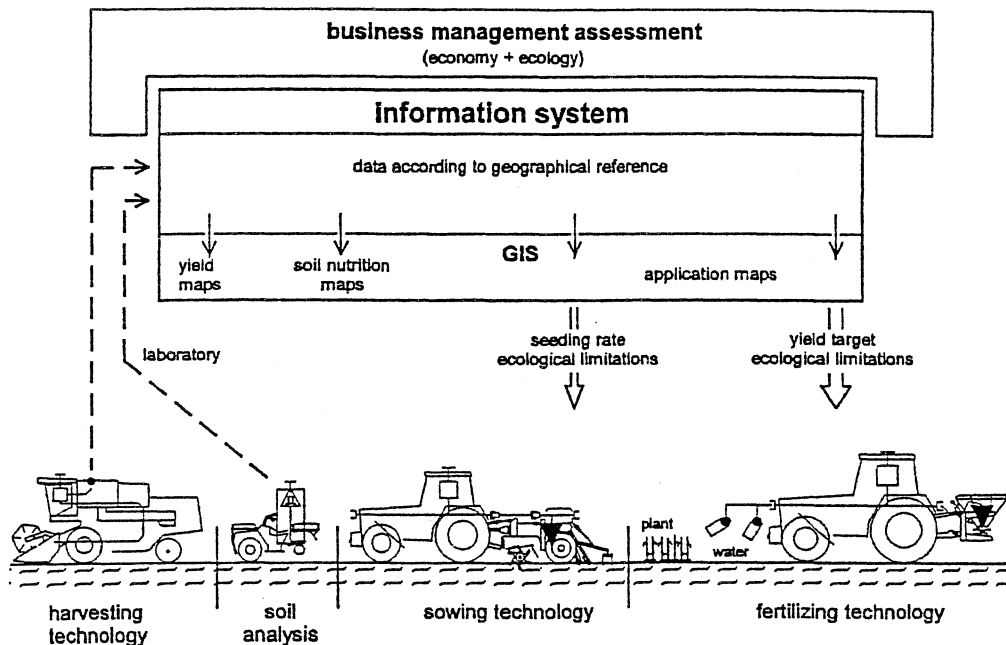 business management assessment
(economy + ecology)
information system
data according to geographical reference
GIS
yield
maps
soil nutrition
maps
application maps
seeding rate
ecological limitations
yield target
ecological limitations
laboratory
plant
water
harvesting
technology
soil
analysis
sowing technology
fertilizing technology